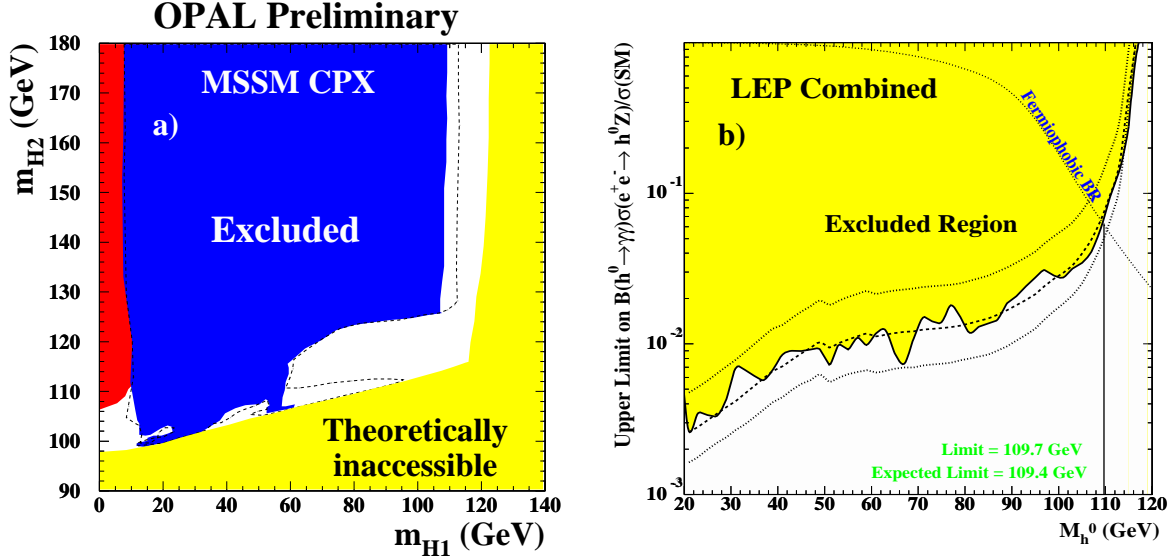 OPAL Preliminary
m_H2 ((GeV)
180
170
160
150
140
130
120
110
100
90
MSSM CPX
a)
Excluded
Theoretically
inaccessible
0 20 40 60 80 100 120 140
m_H1 (GeV)
Upper Limit on B(h⁰→γγ)σ(e⁺e⁻→ h⁰Z)/σ(SM)
10⁻¹
10⁻²
10⁻³
LEP Combined
b)
Fermiophobic BR
Excluded Region
Limit = 109.7 GeV
Expected Limit = 109.4 GeV
20 30 40 50 60 70 80 90 100 110 120
M_h⁰ (GeV)